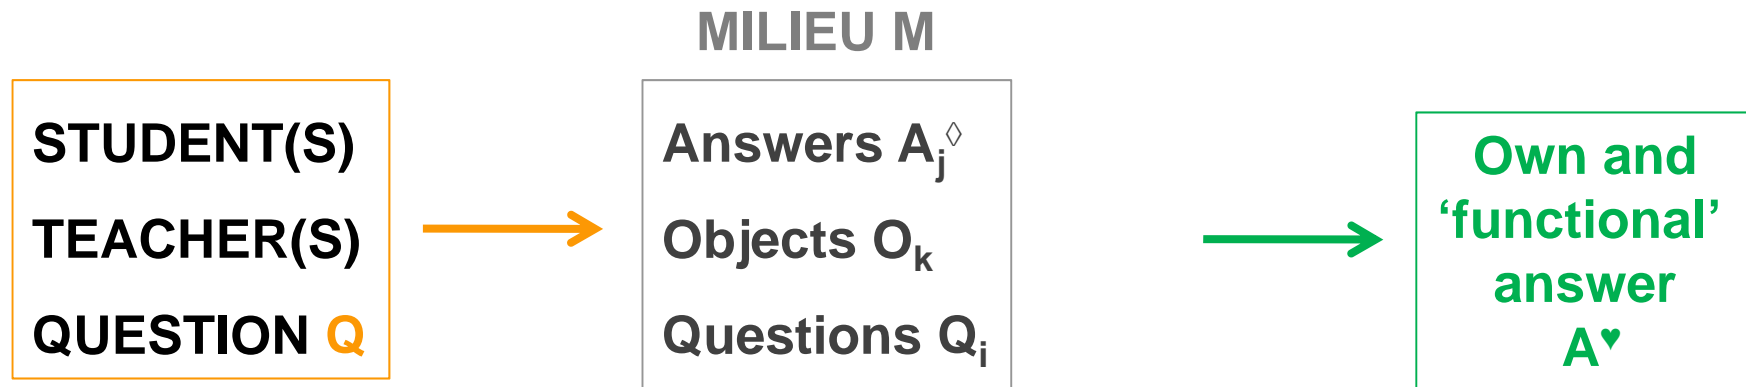 MILIEU M
STUDENT(S)
TEACHER(S)
QUESTION Q
Answers Aj◊
Objects Ok
Questions Qi
Own and
‘functional’
answer
A♥